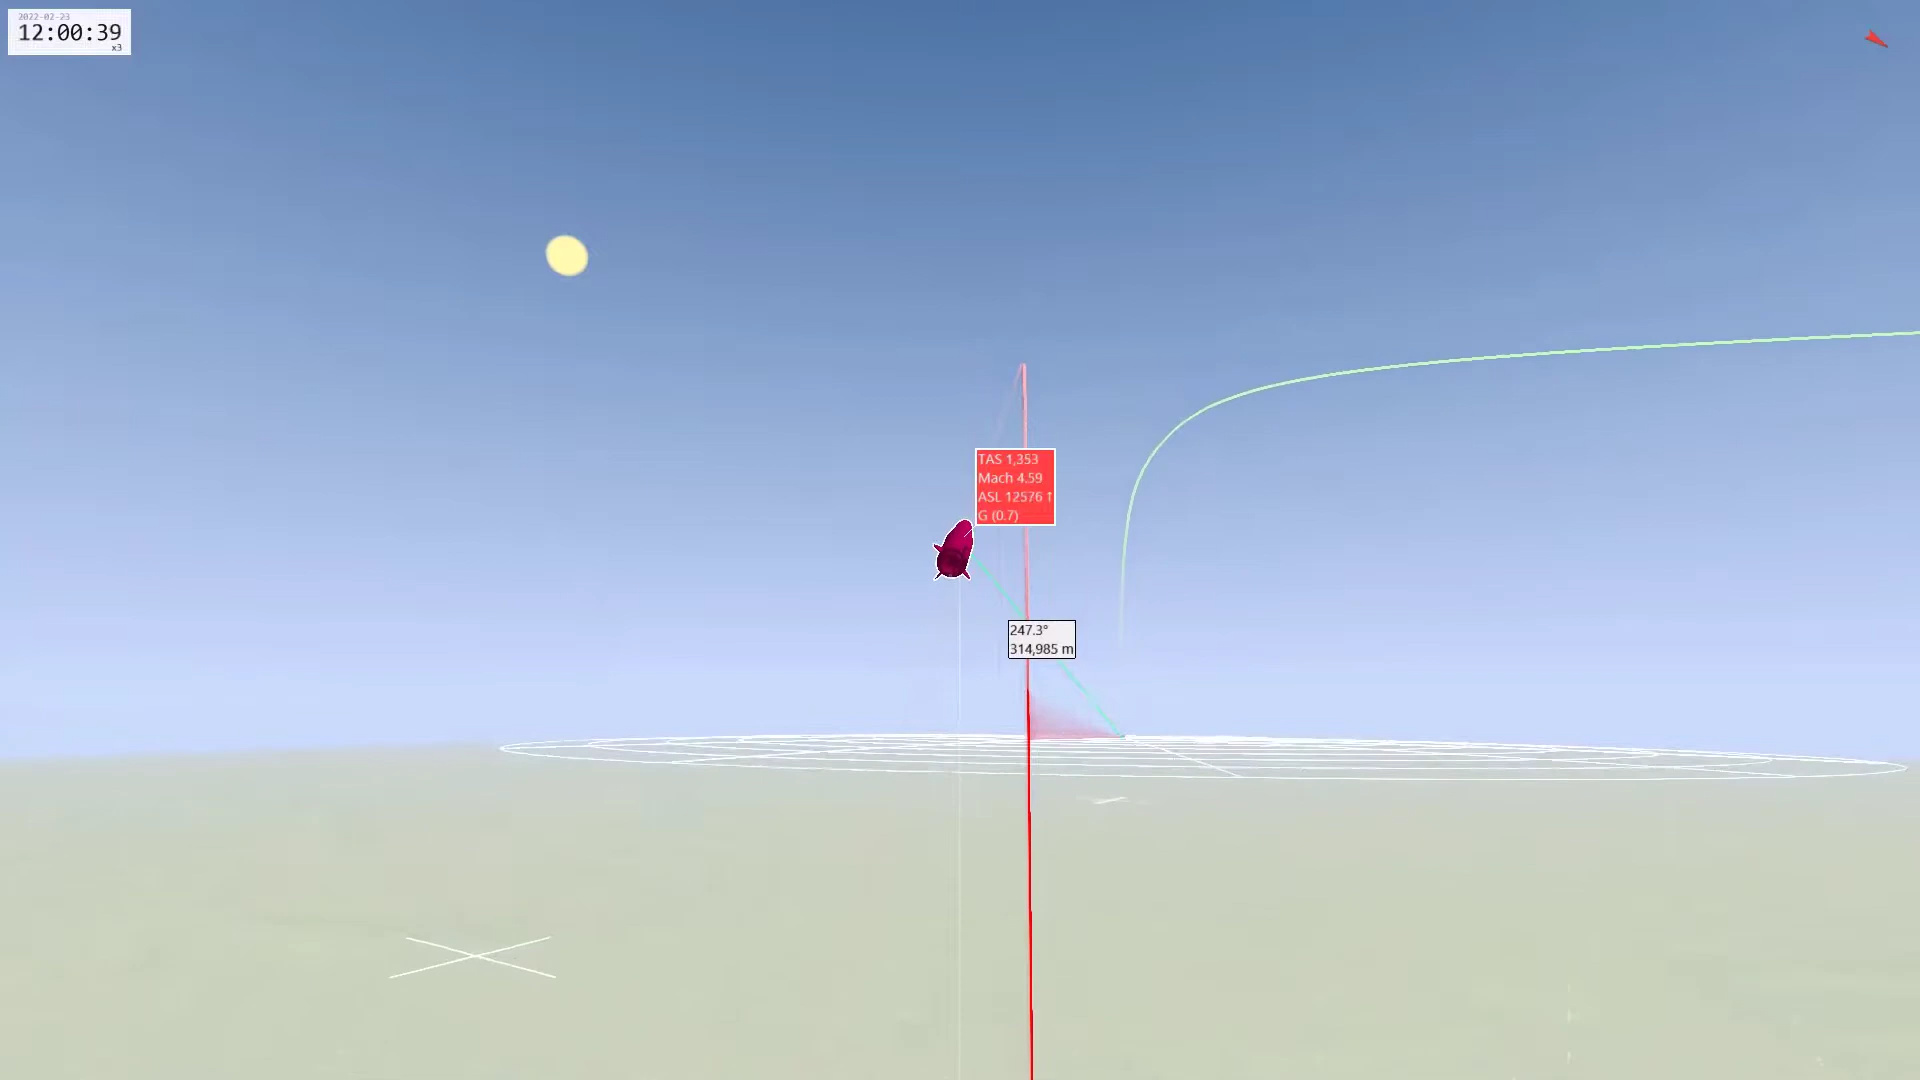 2022-02-23
12:00:39
x3
TAS 1,353
Mach 4.59
ASL 12576 ↑
G (0.7)
247.3°
314,985 m